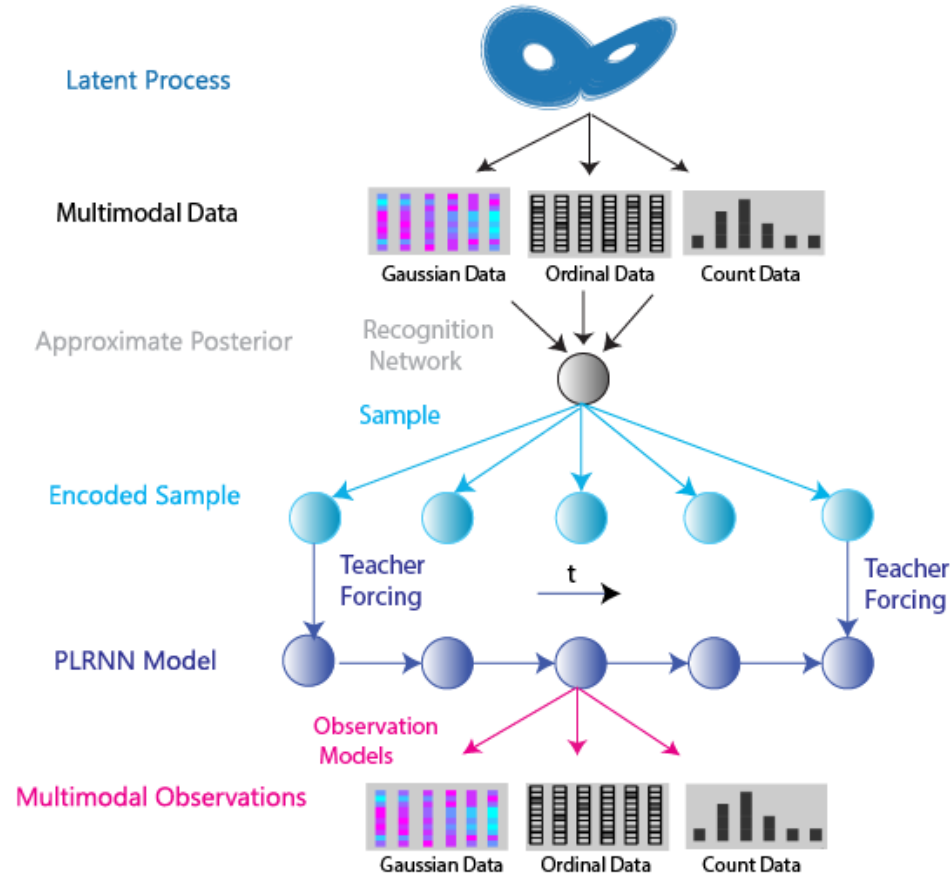 Latent Process
Multimodal Data
Gaussian Data
Ordinal Data
Count Data
Approximate Posterior
Recognition
Network
Sample
Encoded Sample
Teacher
Forcing
t
Teacher
Forcing
PLRNN Model
Observation
Models
Multimodal Observations
Gaussian Data
Ordinal Data
Count Data